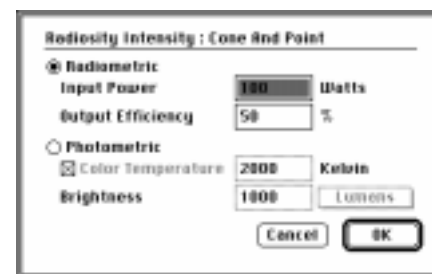 Radiosity Intensity : Cone And Point
Radiometric
Input Power 100 Watts
Output Efficiency 50 %
Photometric
Color Temperature 2000 Kelvin
Brightness 1000 Lumens
Cancel OK